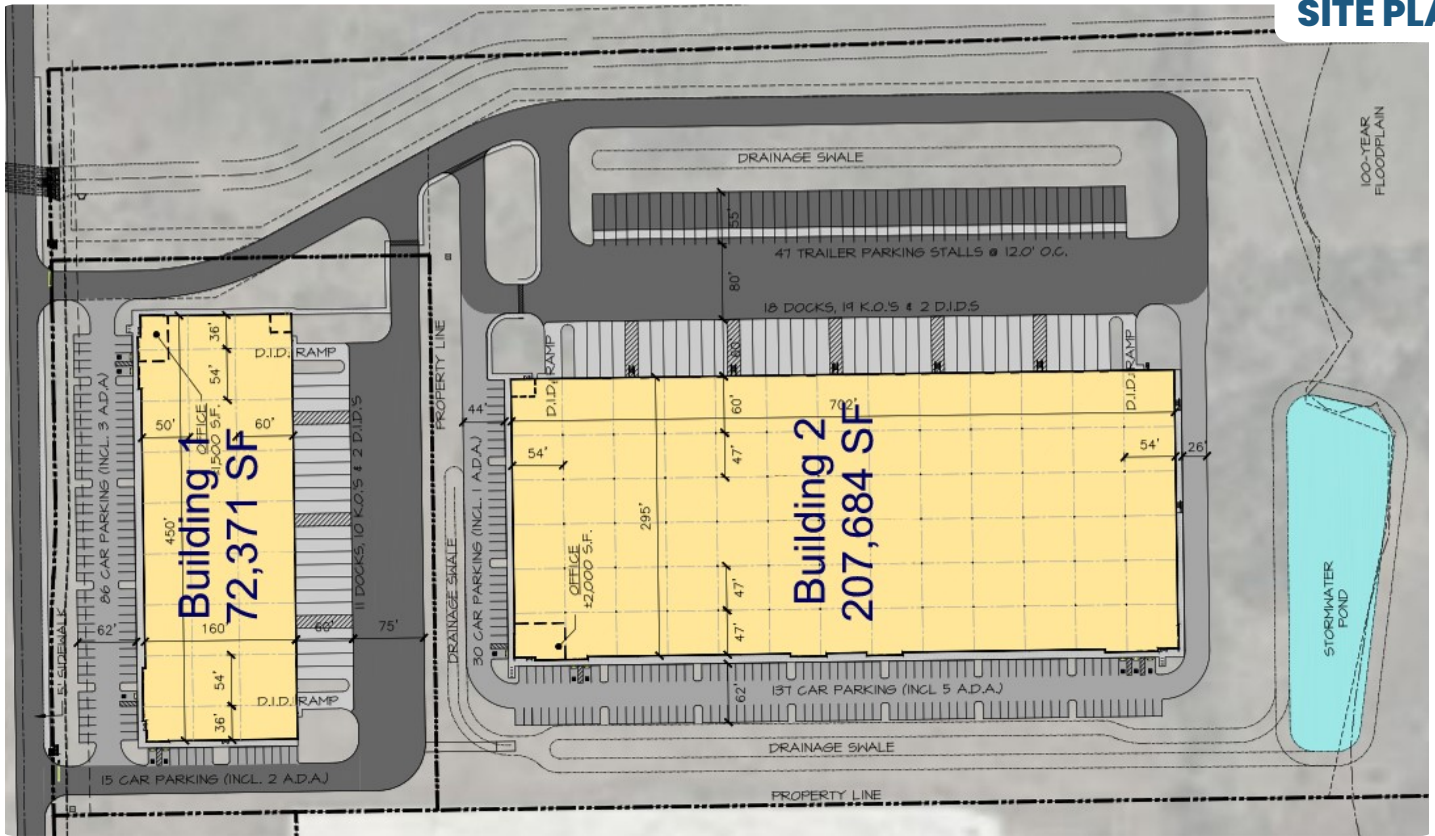 SITE PLA
100-YEAR
FLOODPLAIN
DRAINAGE SWALE
55'
47 TRAILER PARKING STALLS @ 12.0' O.C.
80'
18 DOCKS, 19 K.O.'S & 2 D.I.D.S
60'
D.I.D. RAMP
D.I.D. RAMP
PROPERTY LINE
36'
D.I.D. RAMP
54'
OFFICE
±1,500 S.F.
50'
60'
Building 1
72,371 SF
450'
160'
62'
60'
75'
54'
36'
D.I.D. RAMP
86 CAR PARKING (INCL. 3 A.D.A.)
5' SIDEWALK
11 DOCKS, 10 K.O.'S & 2 D.I.D.S
15 CAR PARKING (INCL. 2 A.D.A.)
DRAINAGE SWALE
44'
30 CAR PARKING (INCL. 1 A.D.A.)
702'
60'
54'
47'
54'
26'
295'
Building 2
207,684 SF
OFFICE
±2,000 S.F.
47'
47'
62'
137 CAR PARKING (INCL 5 A.D.A.)
DRAINAGE SWALE
PROPERTY LINE
STORMWATER
POND